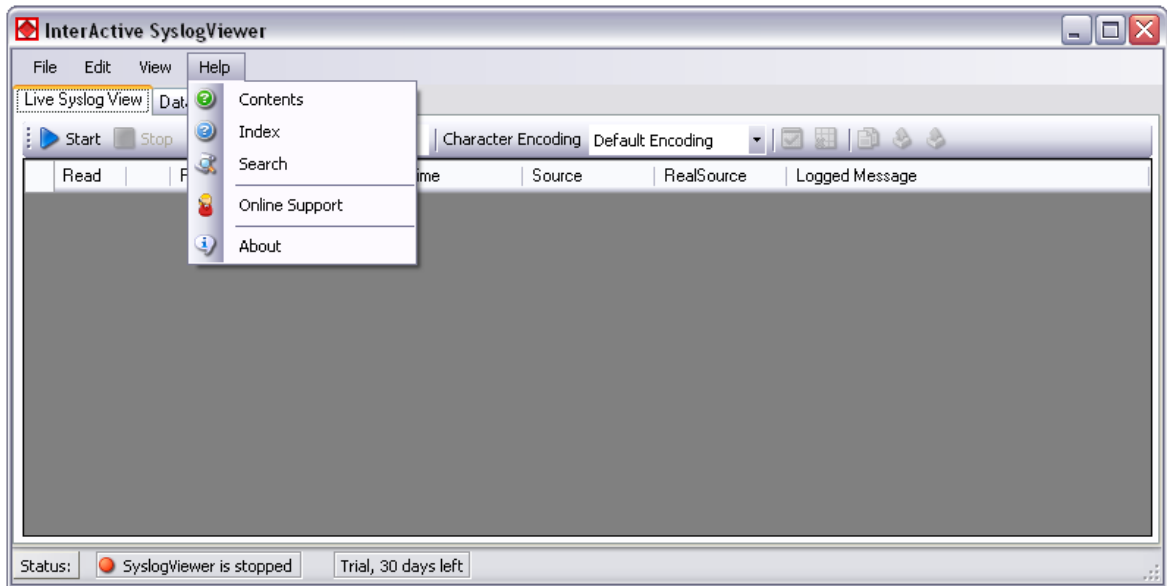 InterActive SyslogViewer
File Edit View Help
Live Syslog View
Contents
Index
Search
Online Support
About
Start Stop Character Encoding Default Encoding
Read Source RealSource Logged Message
Status: SyslogViewer is stopped Trial, 30 days left